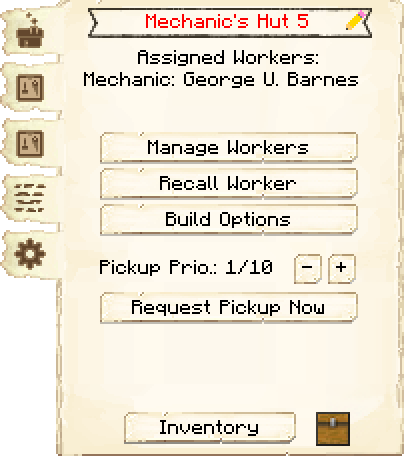 Mechanic's Hut 5
Assigned Workers:
Mechanic: George U. Barnes
Manage Workers
Recall Worker
Build Options
Pickup Prio.: 1/10 - +
Request Pickup Now
Inventory